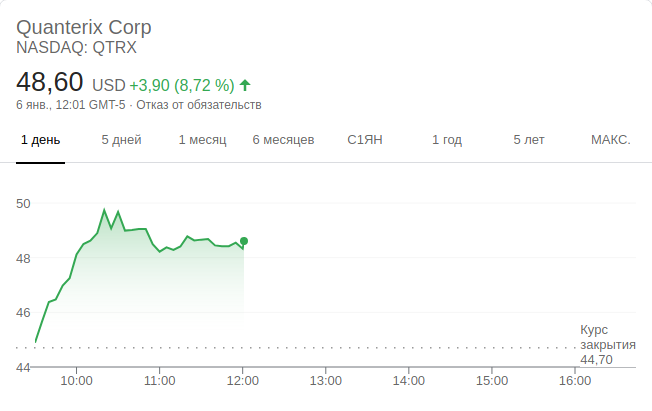 Quanterix Corp
NASDAQ: QTRX
48,60 USD +3,90 (8,72 %)
6 янв., 12:01 GMT-5 · Отказ от обязательств
1 день 5 дней 1 месяц 6 месяцев С1ЯН 1 год 5 лет МАКС.
50
48
46
Курс
закрытия
44,70
44
10:00 11:00 12:00 13:00 14:00 15:00 16:00